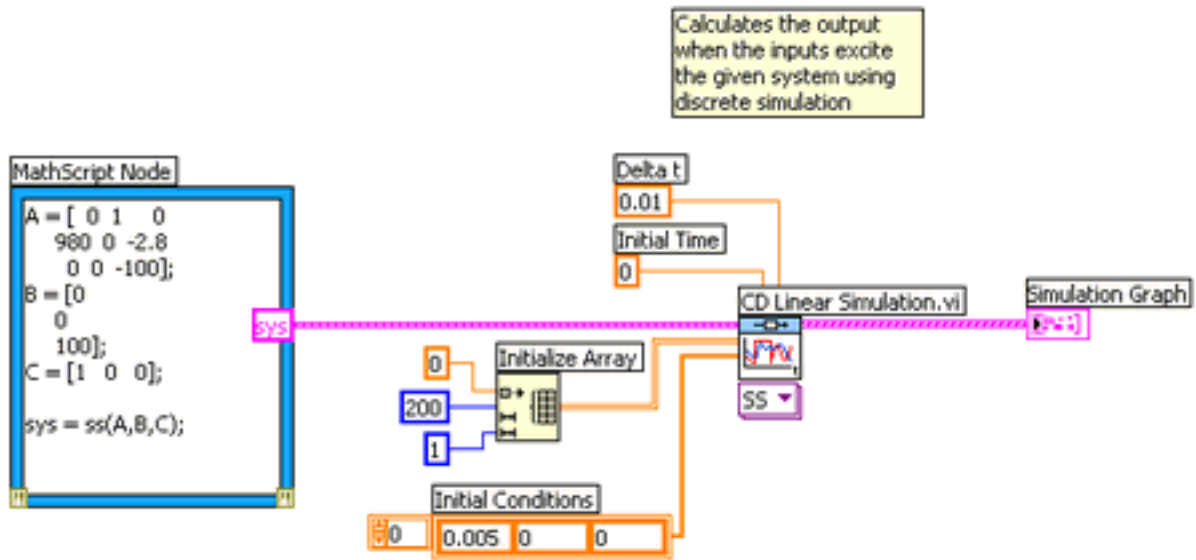 Calculates the output
when the inputs excite
the given system using
discrete simulation
MathScript Node
A = [ 0 1 0
980 0 -2.8
0 0 -100];
B = [0
0
100];
C = [1 0 0];
sys = ss(A,B,C);
sys
Delta t
0.01
Initial Time
0
CD Linear Simulation.vi
SS
Simulation Graph
Initialize Array
0
200
1
Initial Conditions
0
0.005 0 0